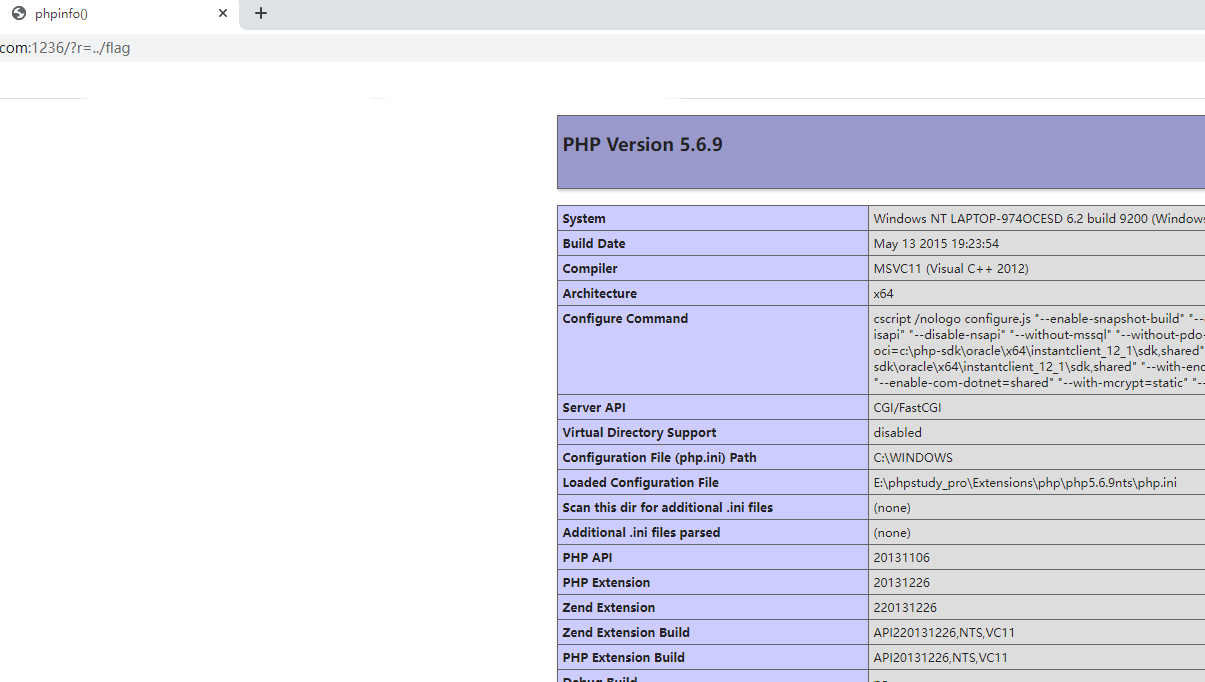 phpinfo()
com:1236/?r=../flag
PHP Version 5.6.9
System Windows NT LAPTOP-974OCESD 6.2 build 9200 (Windows
Build Date May 13 2015 19:23:54
Compiler MSVC11 (Visual C++ 2012)
Architecture x64
Configure Command cscript /nologo configure.js "--enable-snapshot-build" "--
isapi" "--disable-nsapi" "--without-mssql" "--without-pdo-
oci=c:\php-sdk\oracle\x64\instantclient_12_1\sdk,shared"
sdk\oracle\x64\instantclient_12_1\sdk,shared" "--with-enc
"--enable-com-dotnet=shared" "--with-mcrypt=static" "--
Server API CGI/FastCGI
Virtual Directory Support disabled
Configuration File (php.ini) Path C:\WINDOWS
Loaded Configuration File E:\phpstudy_pro\Extensions\php\php5.6.9nts\php.ini
Scan this dir for additional .ini files (none)
Additional .ini files parsed (none)
PHP API 20131106
PHP Extension 20131226
Zend Extension 220131226
Zend Extension Build API220131226,NTS,VC11
PHP Extension Build API20131226,NTS,VC11
Debug Build no